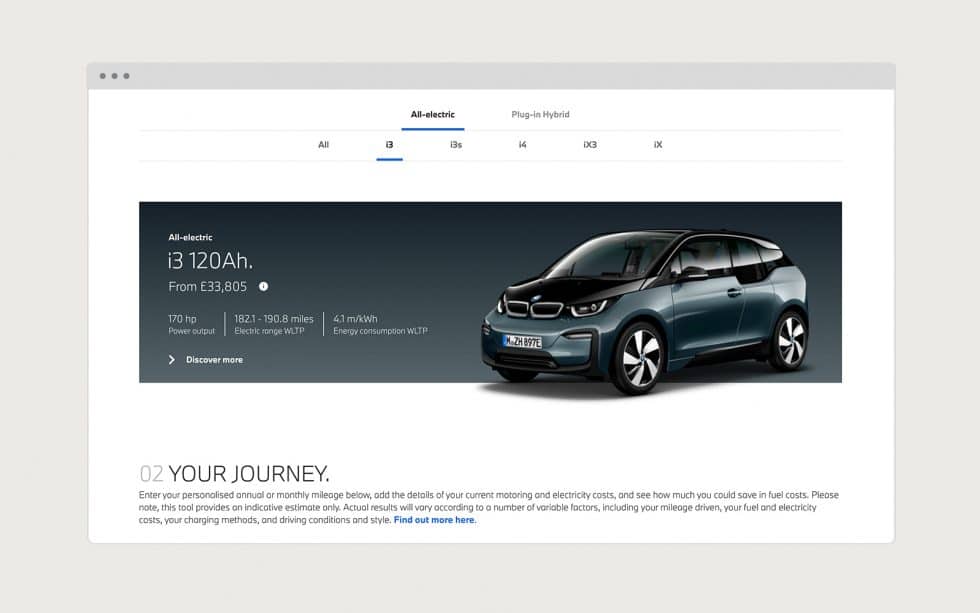 All-electric Plug-in Hybrid
All i3 i3s i4 iX3 iX
All-electric
i3 120Ah.
From £33,805 i
170 hp 182.1 - 190.8 miles 4.1 m/kWh
Power output Electric range WLTP Energy consumption WLTP
Discover more
M ZH 897E
02 YOUR JOURNEY.
Enter your personalised annual or monthly mileage below, add the details of your current motoring and electricity costs, and see how much you could save in fuel costs. Please
note, this tool provides an indicative estimate only. Actual results will vary according to a number of variable factors, including your mileage driven, your fuel and electricity
costs, your charging methods, and driving conditions and style. Find out more here.